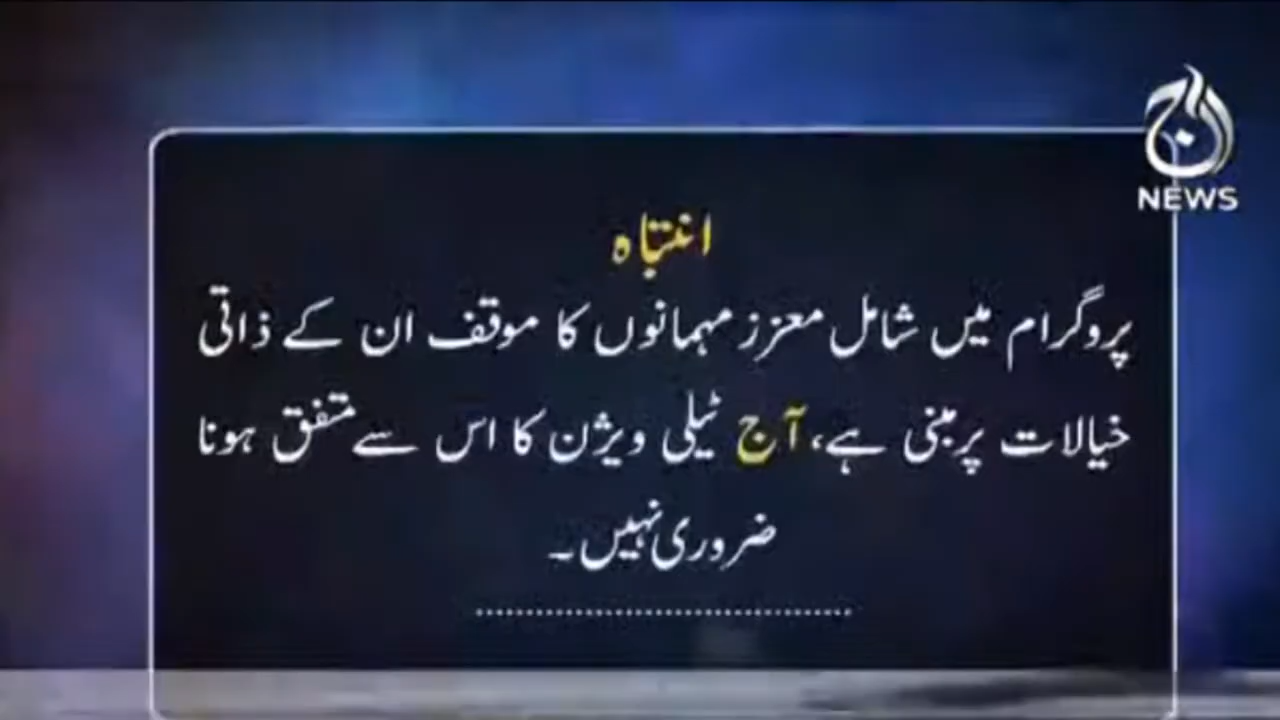 آج
NEWS
انتباہ
پروگرام میں شامل معزز مہمانوں کا موقف ان کے ذاتی
خیالات پر مبنی ہے، آج ٹیلی ویژن کا اس سے متفق ہونا
ضروری نہیں۔